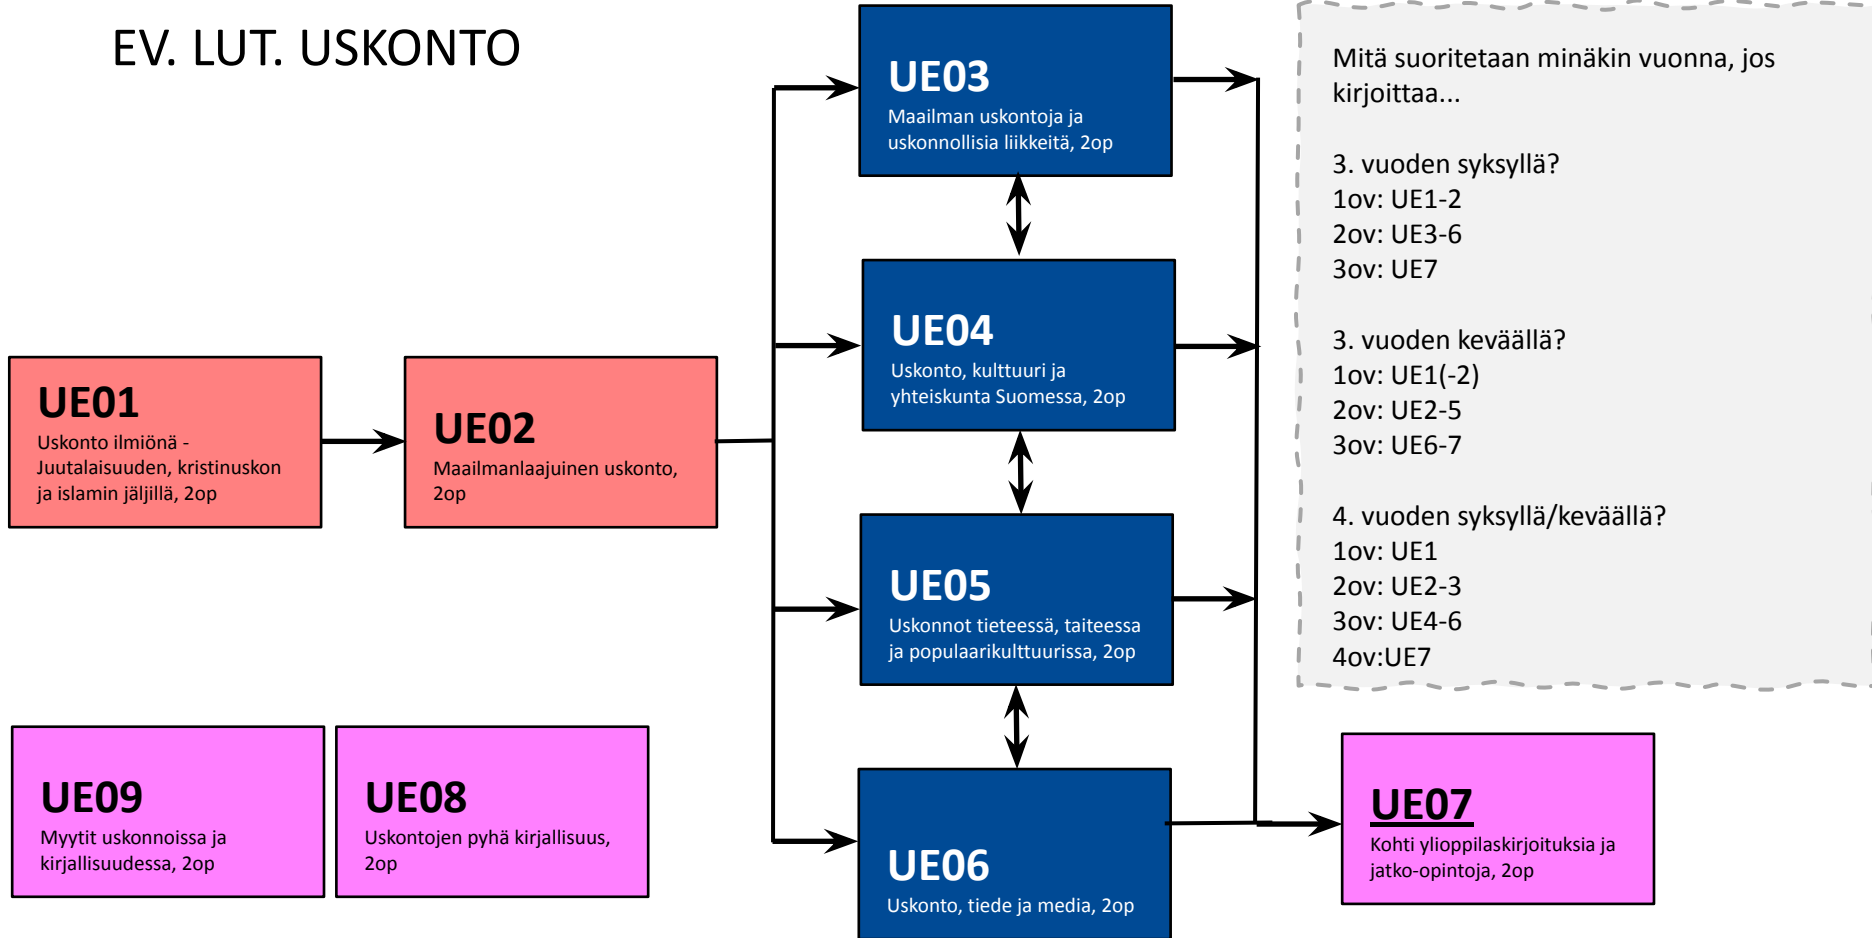 EV. LUT. USKONTO
UE01
Uskonto ilmiönä -
Juutalaisuuden, kristinuskon
ja islamin jäljillä, 2op
UE02
Maailmanlaajuinen uskonto,
2op
UE03
Maailman uskontoja ja
uskonnollisia liikkeitä, 2op
UE04
Uskonto, kulttuuri ja
yhteiskunta Suomessa, 2op
UE05
Uskonnot tieteessä, taiteessa
ja populaarikulttuurissa, 2op
UE06
Uskonto, tiede ja media, 2op
UE09
Myytit uskonnoissa ja
kirjallisuudessa, 2op
UE08
Uskontojen pyhä kirjallisuus,
2op
UE07
Kohti ylioppilaskirjoituksia ja
jatko-opintoja, 2op
Mitä suoritetaan minäkin vuonna, jos
kirjoittaa...
3. vuoden syksyllä?
1ov: UE1-2
2ov: UE3-6
3ov: UE7
3. vuoden keväällä?
1ov: UE1(-2)
2ov: UE2-5
3ov: UE6-7
4. vuoden syksyllä/keväällä?
1ov: UE1
2ov: UE2-3
3ov: UE4-6
4ov:UE7